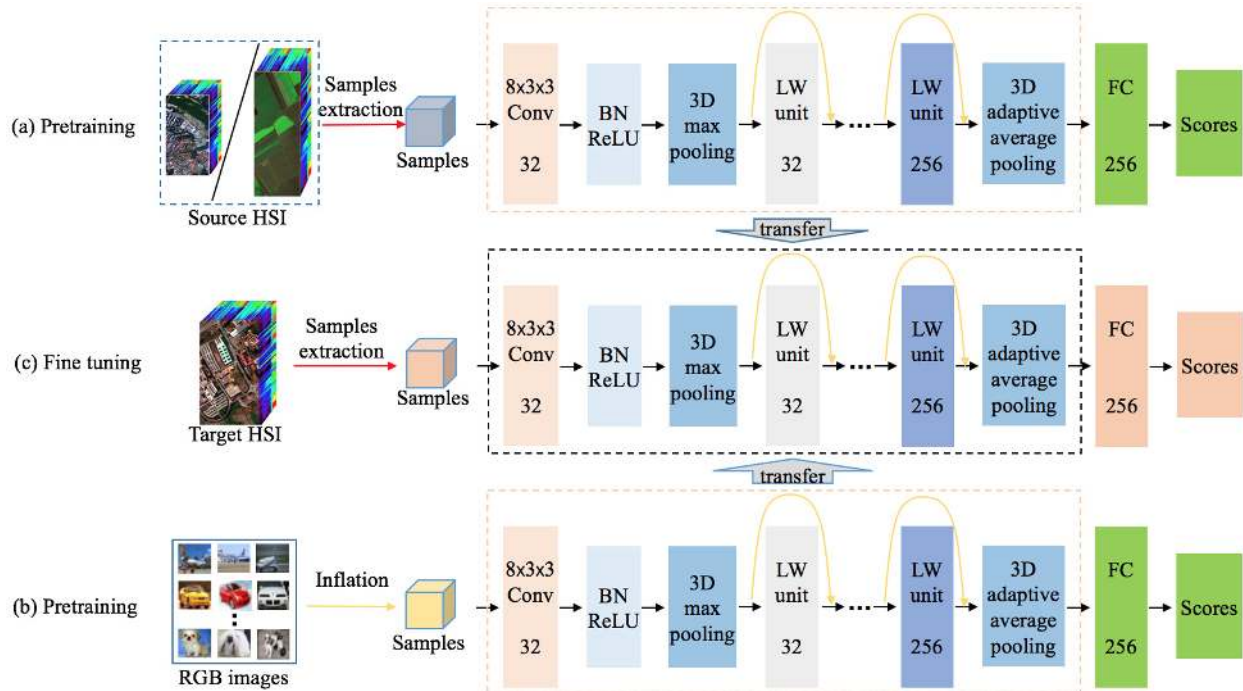 (a) Pretraining
Source HSI
Samples
extraction
Samples
8x3x3
Conv
32
BN
ReLU
3D
max
pooling
LW
unit
32
...
LW
unit
256
3D
adaptive
average
pooling
FC
256
Scores
transfer
(c) Fine tuning
Target HSI
Samples
extraction
Samples
8x3x3
Conv
32
BN
ReLU
3D
max
pooling
LW
unit
32
...
LW
unit
256
3D
adaptive
average
pooling
FC
256
Scores
transfer
(b) Pretraining
RGB images
Inflation
Samples
8x3x3
Conv
32
BN
ReLU
3D
max
pooling
LW
unit
32
...
LW
unit
256
3D
adaptive
average
pooling
FC
256
Scores